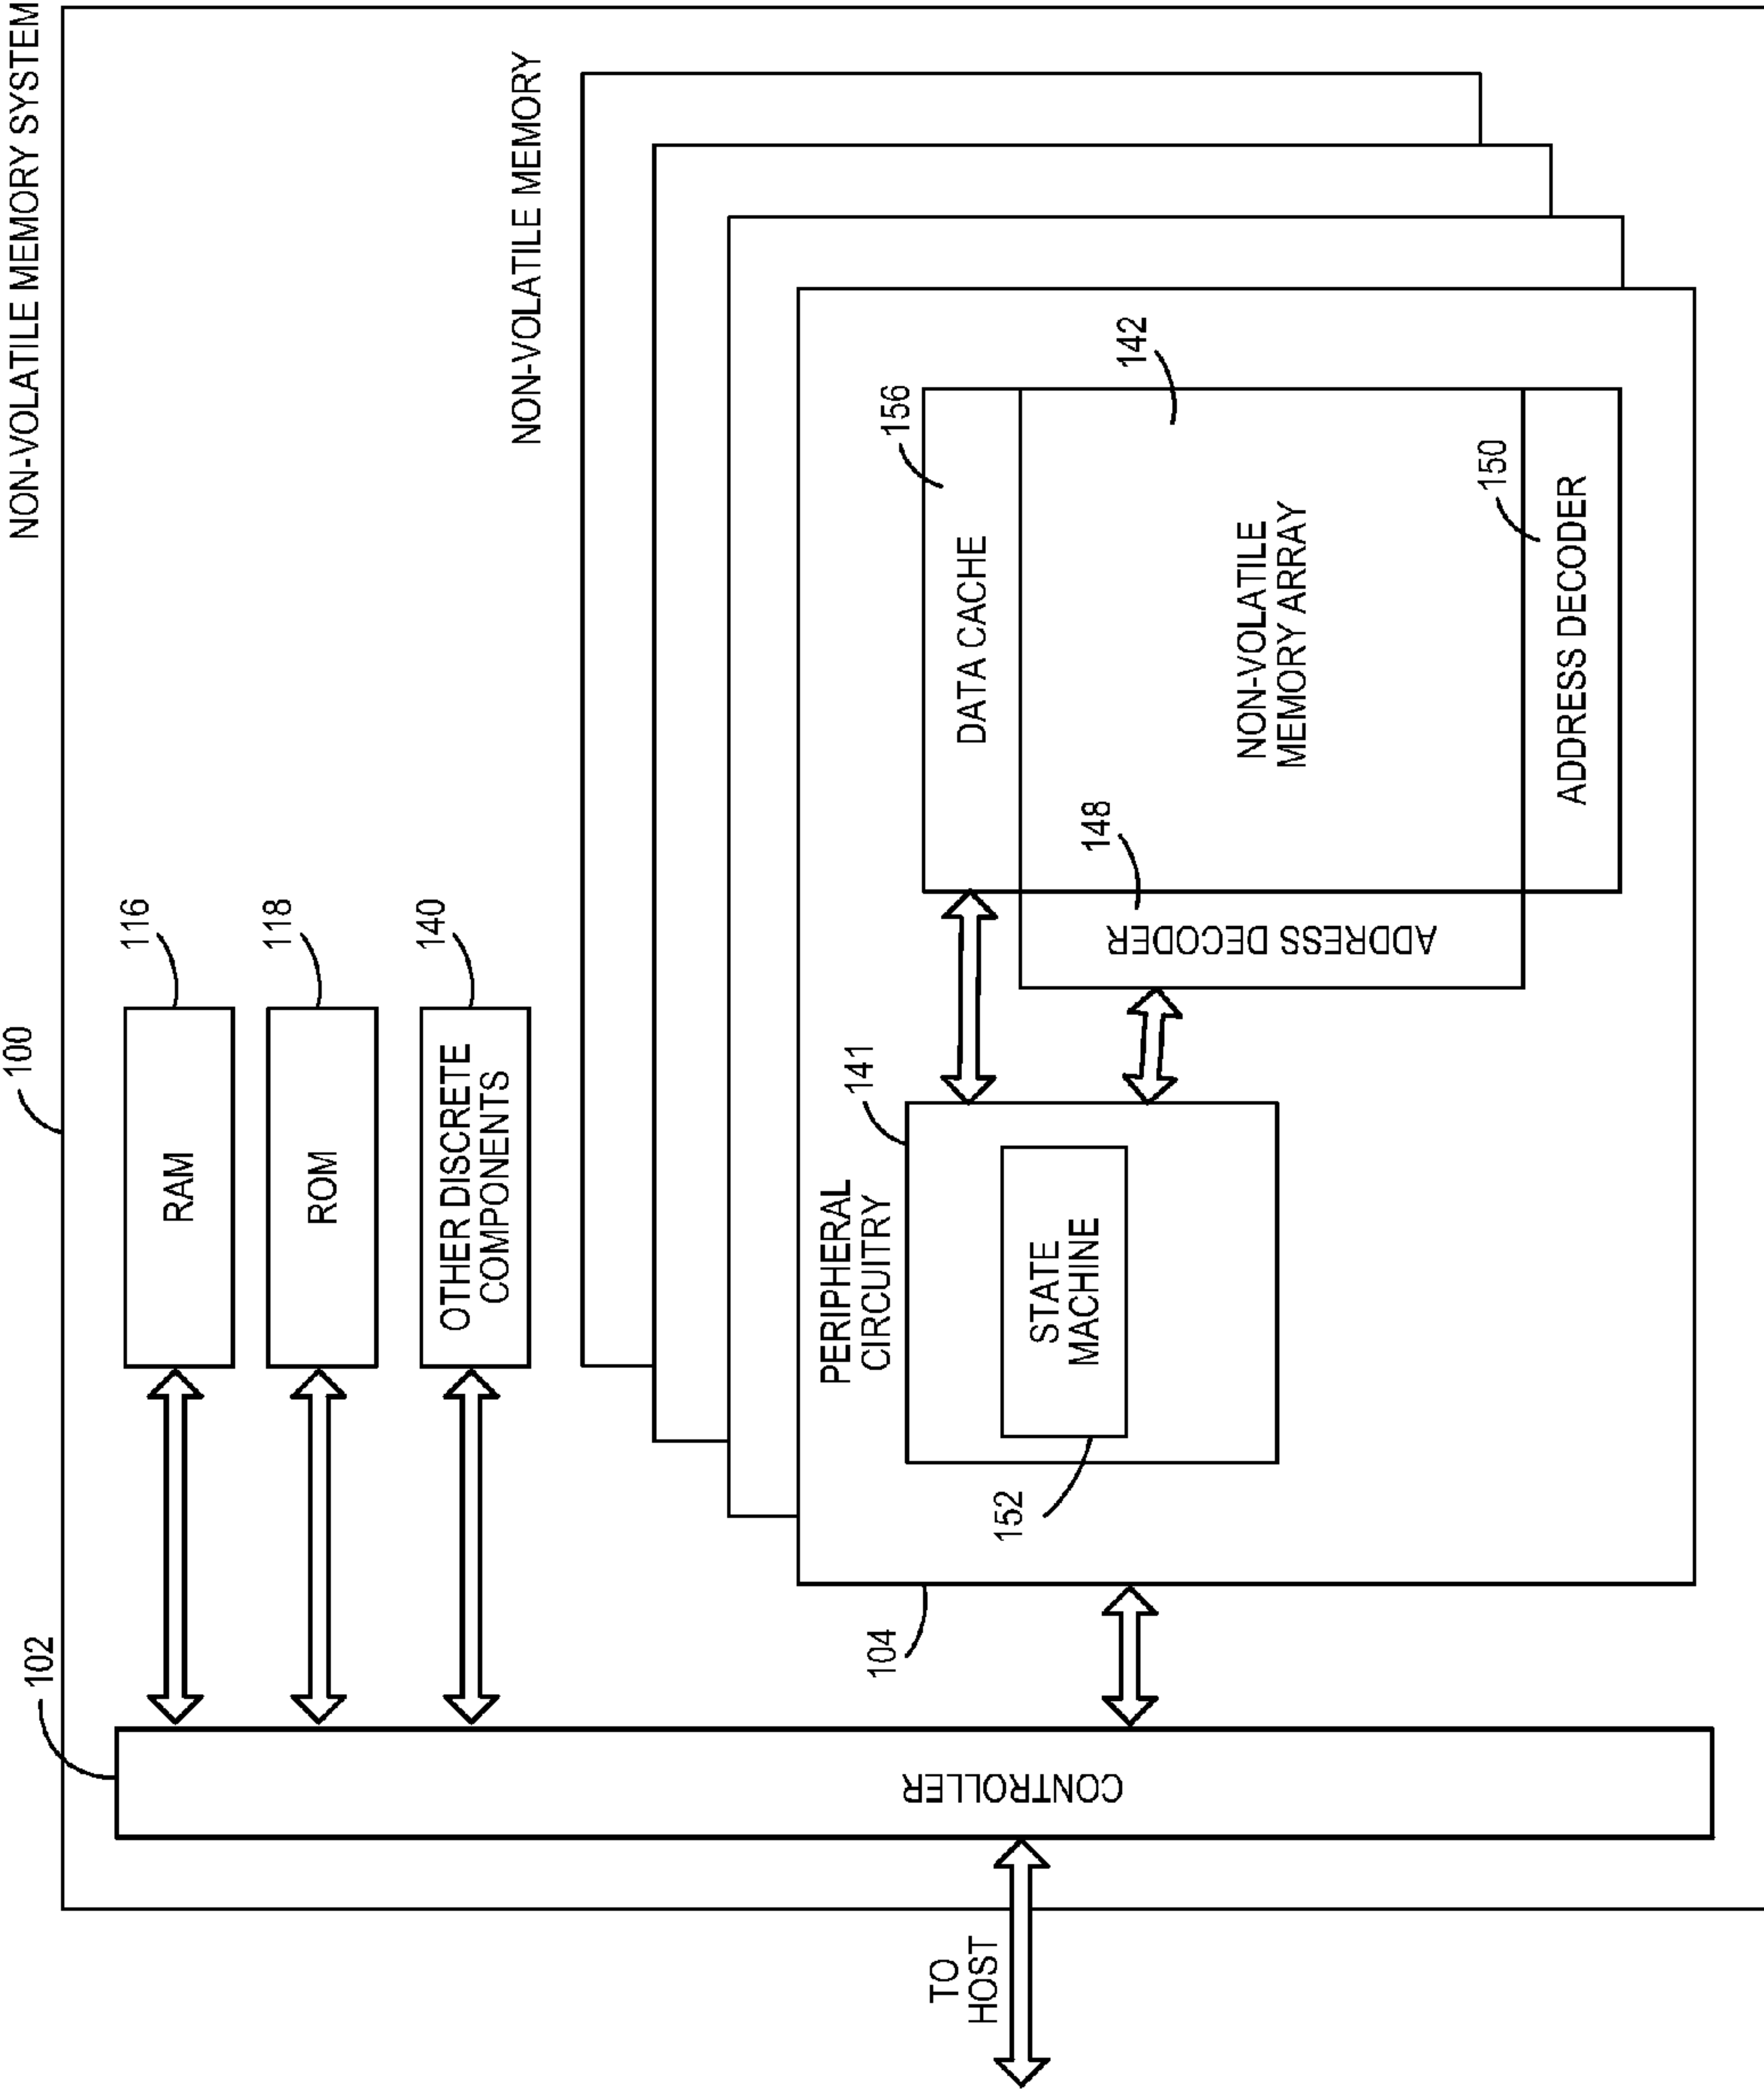 NON-VOLATILE MEMORY SYSTEM
100
102
RAM
116
ROM
118
OTHER DISCRETE
COMPONENTS
140
NON-VOLATILE MEMORY
PERIPHERAL
CIRCUITRY
141
DATA CACHE
156
104
152
STATE
MACHINE
148
142
TO
HOST
CONTROLLER
ADDRESS DECODER
NON-VOLATILE
MEMORY ARRAY
150
ADDRESS DECODER